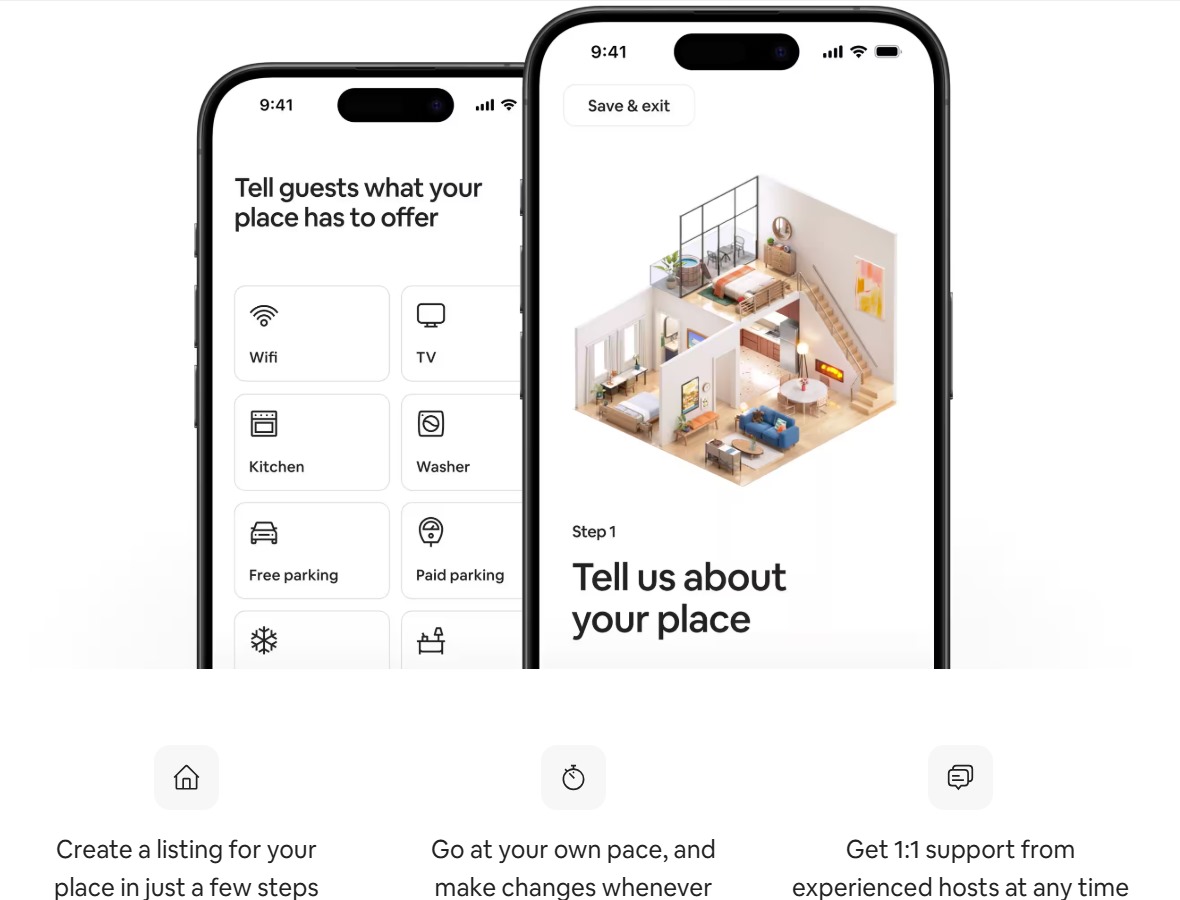 9:41
Tell guests what your
place has to offer
Wifi
TV
Kitchen
Washer
Free parking
Paid parking
9:41
Save & exit
Step 1
Tell us about
your place
Create a listing for your
place in just a few steps
Go at your own pace, and
make changes whenever
Get 1:1 support from
experienced hosts at any time